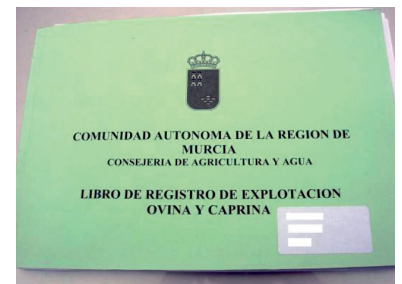 COMUNIDAD AUTONOMA DE LA REGION DE
MURCIA
CONSEJERIA DE AGRICULTURA Y AGUA
LIBRO DE REGISTRO DE EXPLOTACION
OVINA Y CAPRINA